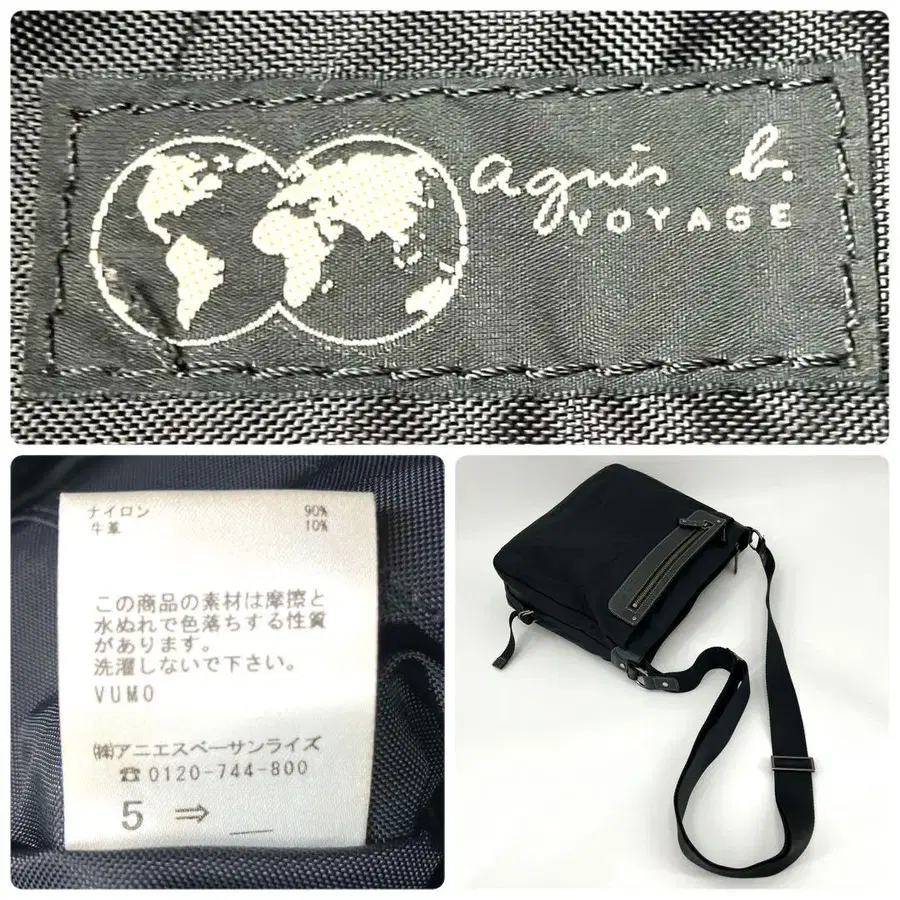 agnès b.
VOYAGE
ナイロン 90%
牛革 10%
この商品の素材は摩擦と
水ぬれで色落ちする性質
があります。
洗濯しないで下さい。
VUMO
㈱アニエスベーサンライズ
☎0120-744-800
5 ⇒ __